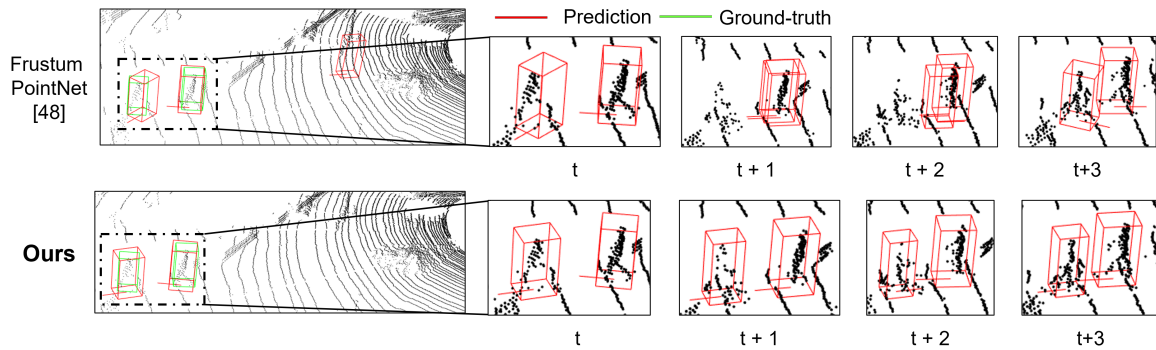 Prediction
Ground-truth
Frustum
PointNet
[48]
t
t + 1
t + 2
t+3
Ours
t
t + 1
t + 2
t+3